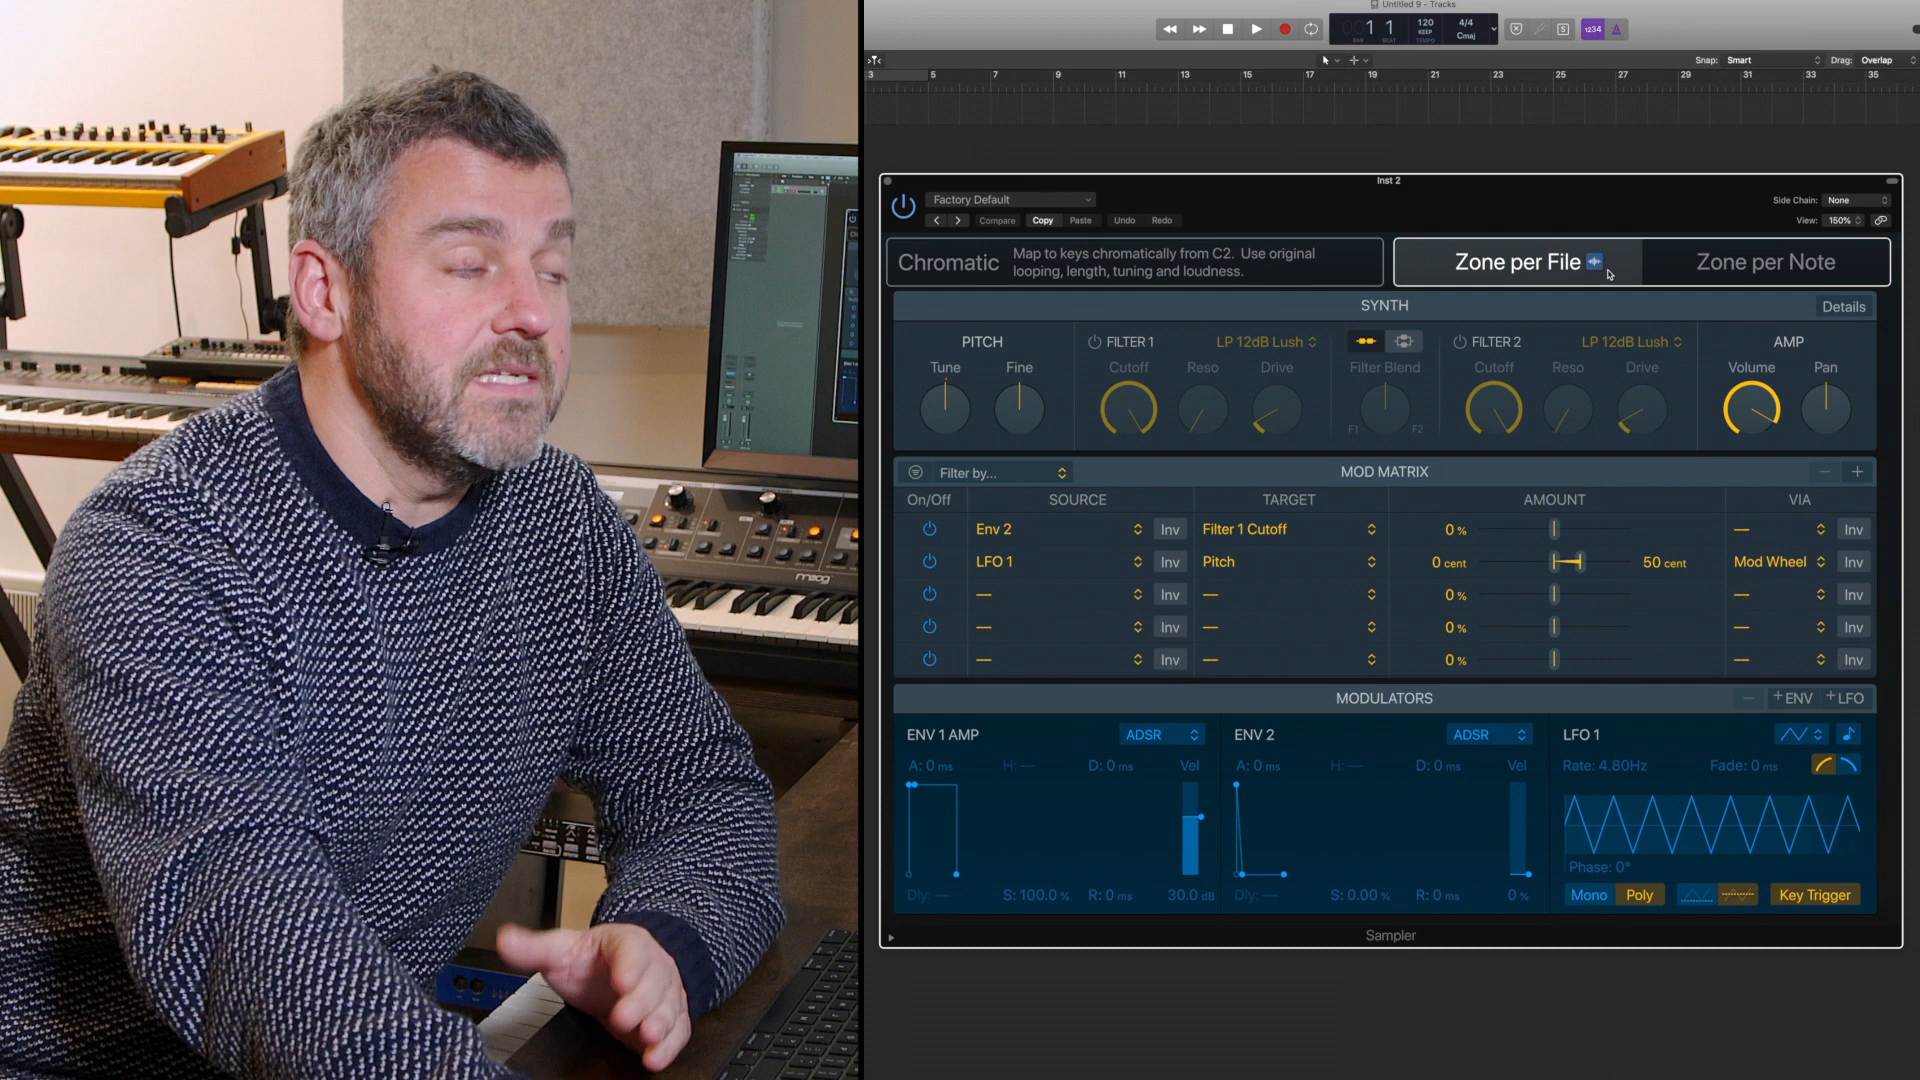 Untitled 9 - Tracks
1 1
120
KEEP
TEMPO
4/4
Cmaj
BAR
BEAT
S
1234
Snap: Smart
Drag: Overlap
3 5 7 9 11 13 15 17 19 21 23 25 27 29 31 33 35
Inst 2
Factory Default
Side Chain: None
Compare Copy Paste Undo Redo
View: 150%
Chromatic
Map to keys chromatically from C2. Use original
looping, length, tuning and loudness.
Zone per File
Zone per Note
SYNTH
Details
PITCH
FILTER 1
LP 12dB Lush
FILTER 2
LP 12dB Lush
AMP
Tune Fine Cutoff Reso Drive Filter Blend Cutoff Reso Drive Volume Pan
F1 F2
Filter by...
MOD MATRIX
On/Off SOURCE TARGET AMOUNT VIA
Env 2 Inv Filter 1 Cutoff 0 % — Inv
LFO 1 Inv Pitch 0 cent 50 cent Mod Wheel Inv
— Inv — 0 % — Inv
— Inv — 0 % — Inv
— Inv — 0 % — Inv
MODULATORS
+ENV +LFO
ENV 1 AMP ADSR
A: 0 ms H: — D: 0 ms Vel
Dly: — S: 100.0 % R: 0 ms 30.0 dB
ENV 2 ADSR
A: 0 ms H: — D: 0 ms Vel
Dly: — S: 0.00 % R: 0 ms 0 %
LFO 1
Rate: 4.80Hz Fade: 0 ms
Phase: 0°
Mono Poly Key Trigger
Sampler
moog